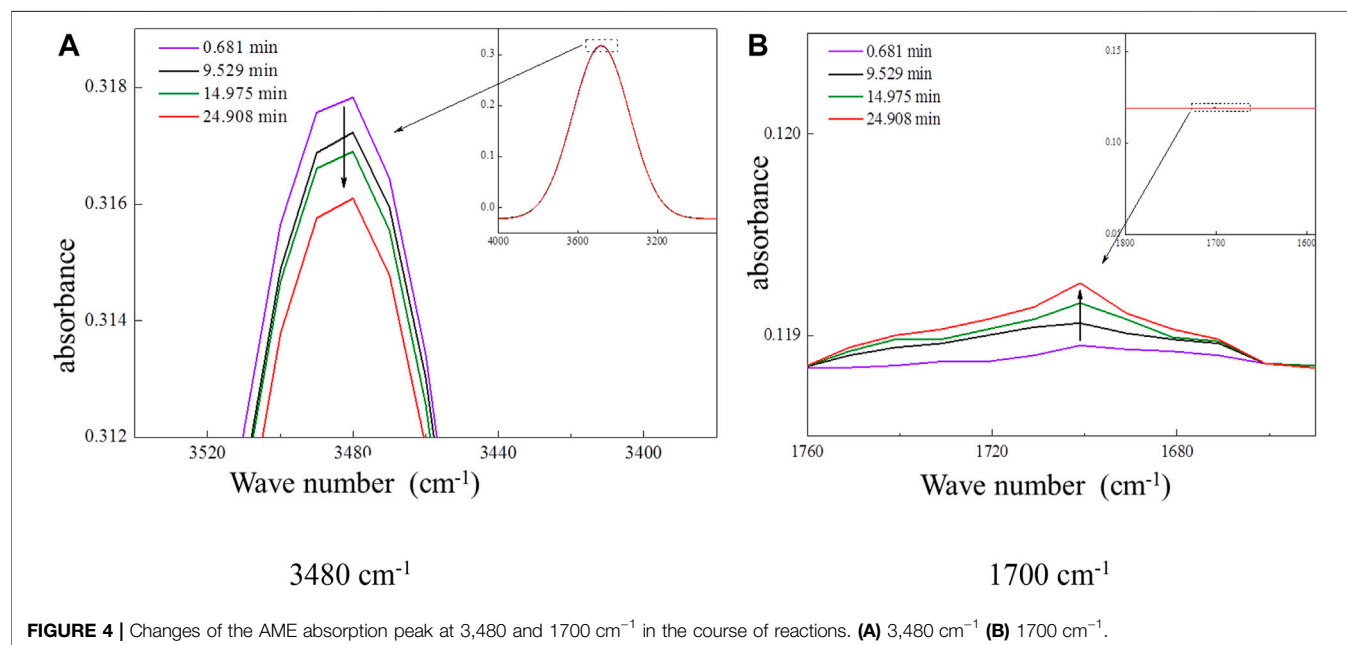 A
0.681 min
9.529 min
14.975 min
24.908 min
0.318
0.316
0.314
0.312
absorbance
3520
3480
3440
3400
Wave number (cm-1)
0.3
0.2
0.1
0.0
4000
3600
3200
3480 cm-1
B
0.681 min
9.529 min
14.975 min
24.908 min
0.120
0.119
absorbance
1760
1720
1680
Wave number (cm-1)
0.15
0.10
0.05
1800
1700
1600
1700 cm-1
FIGURE 4 | Changes of the AME absorption peak at 3,480 and 1700 cm−1 in the course of reactions. (A) 3,480 cm−1 (B) 1700 cm−1.